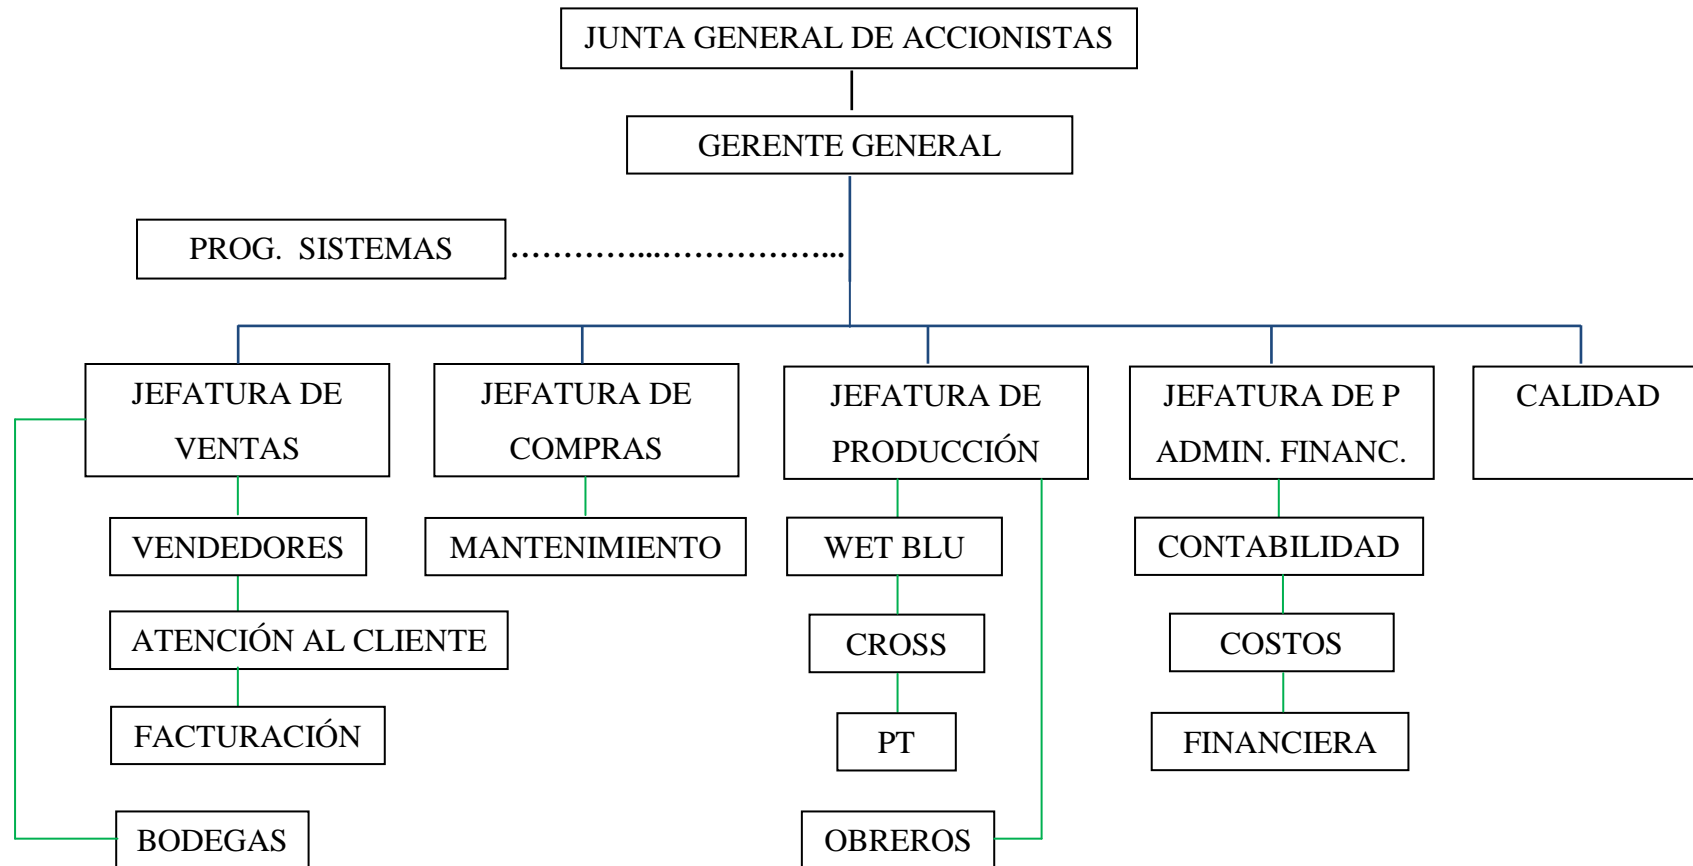 JUNTA GENERAL DE ACCIONISTAS
GERENTE GENERAL
PROG. SISTEMAS
JEFATURA DE
VENTAS
JEFATURA DE
COMPRAS
JEFATURA DE
PRODUCCIÓN
JEFATURA DE P
ADMIN. FINANC.
CALIDAD
VENDEDORES
MANTENIMIENTO
WET BLU
CONTABILIDAD
ATENCIÓN AL CLIENTE
CROSS
COSTOS
FACTURACIÓN
PT
FINANCIERA
BODEGAS
OBREROS